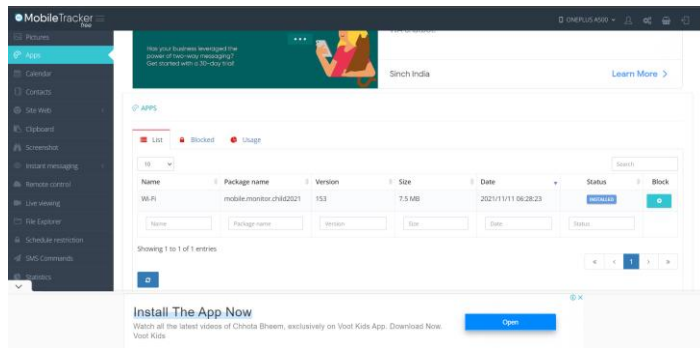 MobileTracker
free
ONEPLUS A500
Pictures
Apps
Calendar
Contacts
Site Web
Clipboard
Screenshot
Instant messaging
Remote control
Live viewing
File Explorer
Schedule restriction
SMS Commands
Statistics
Has your business leveraged the
power of two-way messaging?
Get started with a 30-day trial
Sinch India
Learn More >
APPS
List Blocked Usage
10
Search
Name Package name Version Size Date Status Block
Wi-Fi mobile.monitor.child2021 153 7.5 MB 2021/11/11 06:28:23 INSTALLED
Name Package name Version Size Date Status
Showing 1 to 1 of 1 entries
« < 1 > »
Install The App Now
Watch all the latest videos of Chhota Bheem, exclusively on Voot Kids App. Download Now.
Voot Kids
Open